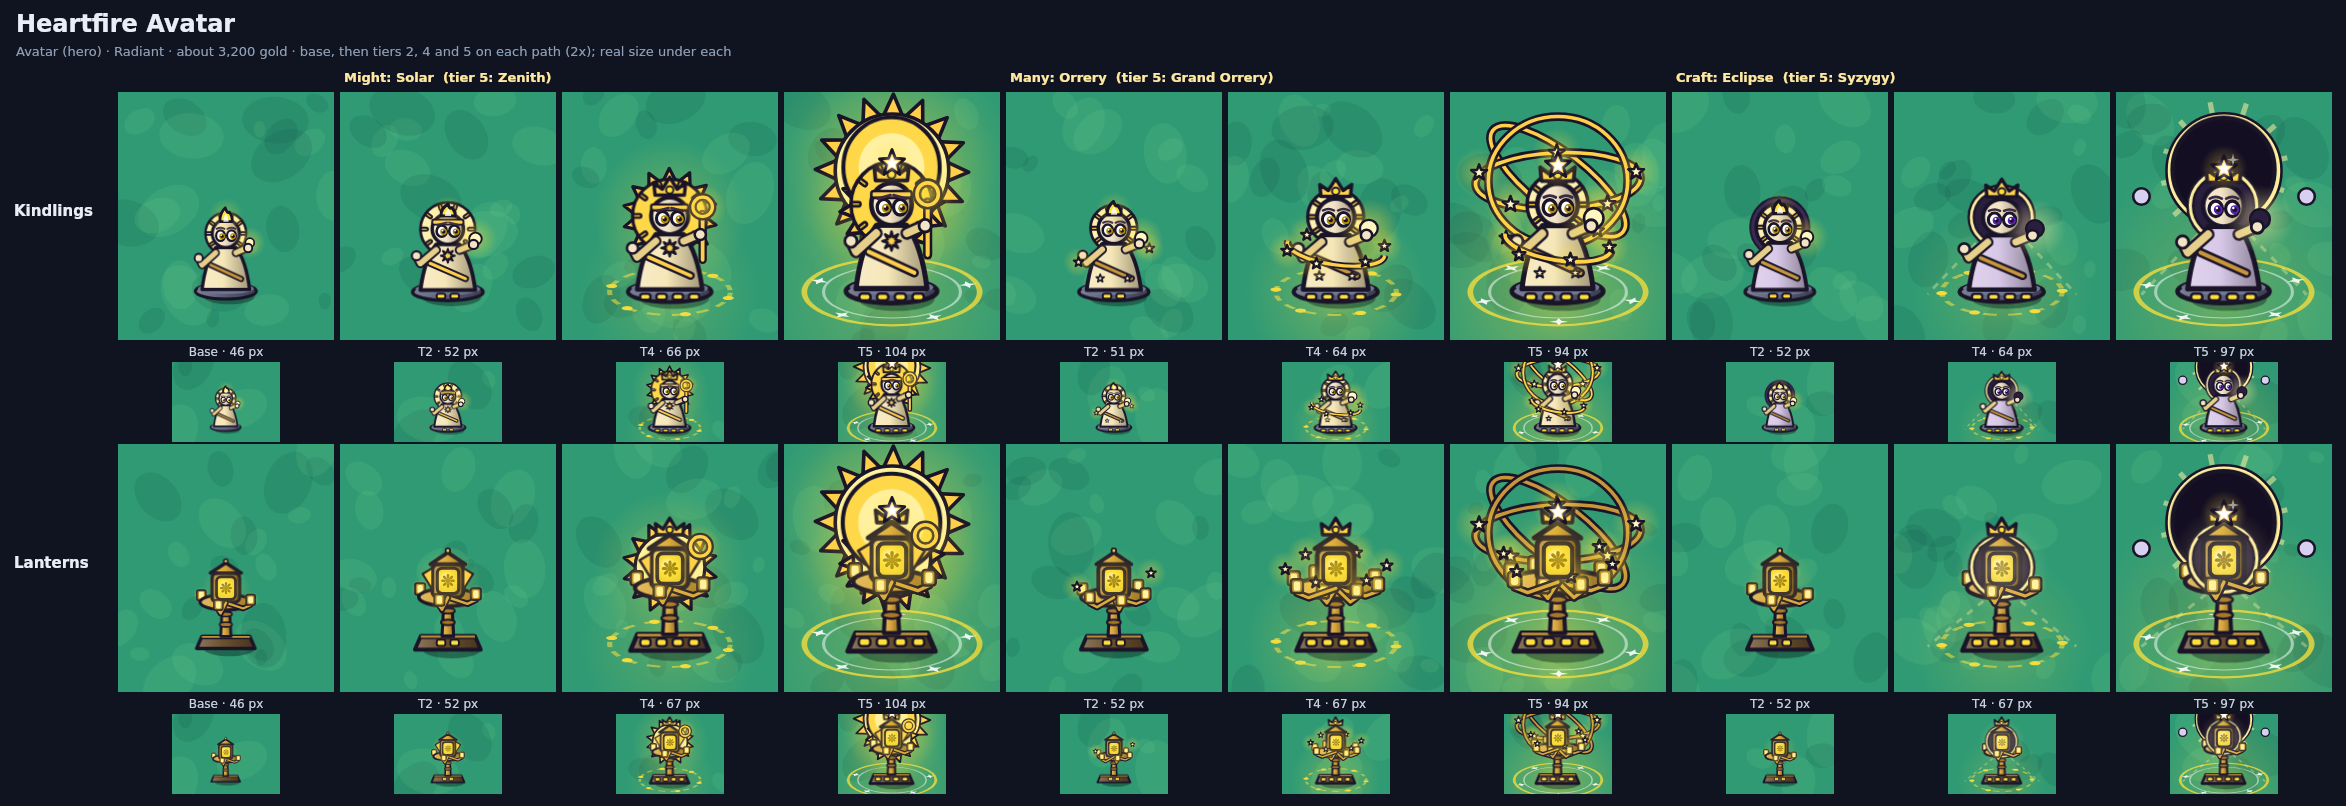 Heartfire Avatar
Avatar (hero) · Radiant · about 3,200 gold · base, then tiers 2, 4 and 5 on each path (2x); real size under each
Might: Solar (tier 5: Zenith) Many: Orrery (tier 5: Grand Orrery) Craft: Eclipse (tier 5: Syzygy)
Kindlings
Base · 46 px T2 · 52 px T4 · 66 px T5 · 104 px T2 · 51 px T4 · 64 px T5 · 94 px T2 · 52 px T4 · 64 px T5 · 97 px
Lanterns
Base · 46 px T2 · 52 px T4 · 67 px T5 · 104 px T2 · 52 px T4 · 67 px T5 · 94 px T2 · 52 px T4 · 67 px T5 · 97 px